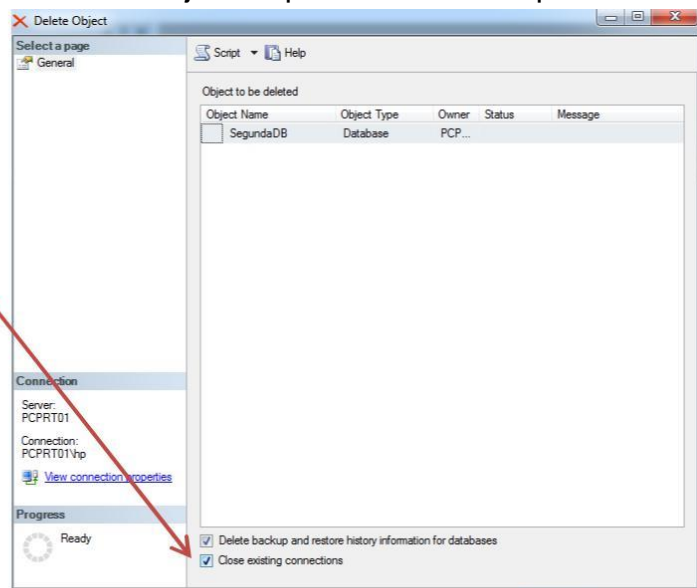 Delete Object
Select a page
General
Script Help
Object to be deleted
Object Name Object Type Owner Status Message
SegundaDB Database PCP...
Connection
Server:
PCPRT01
Connection:
PCPRT01\hp
View connection properties
Progress
Ready
Delete backup and restore history information for databases
Close existing connections